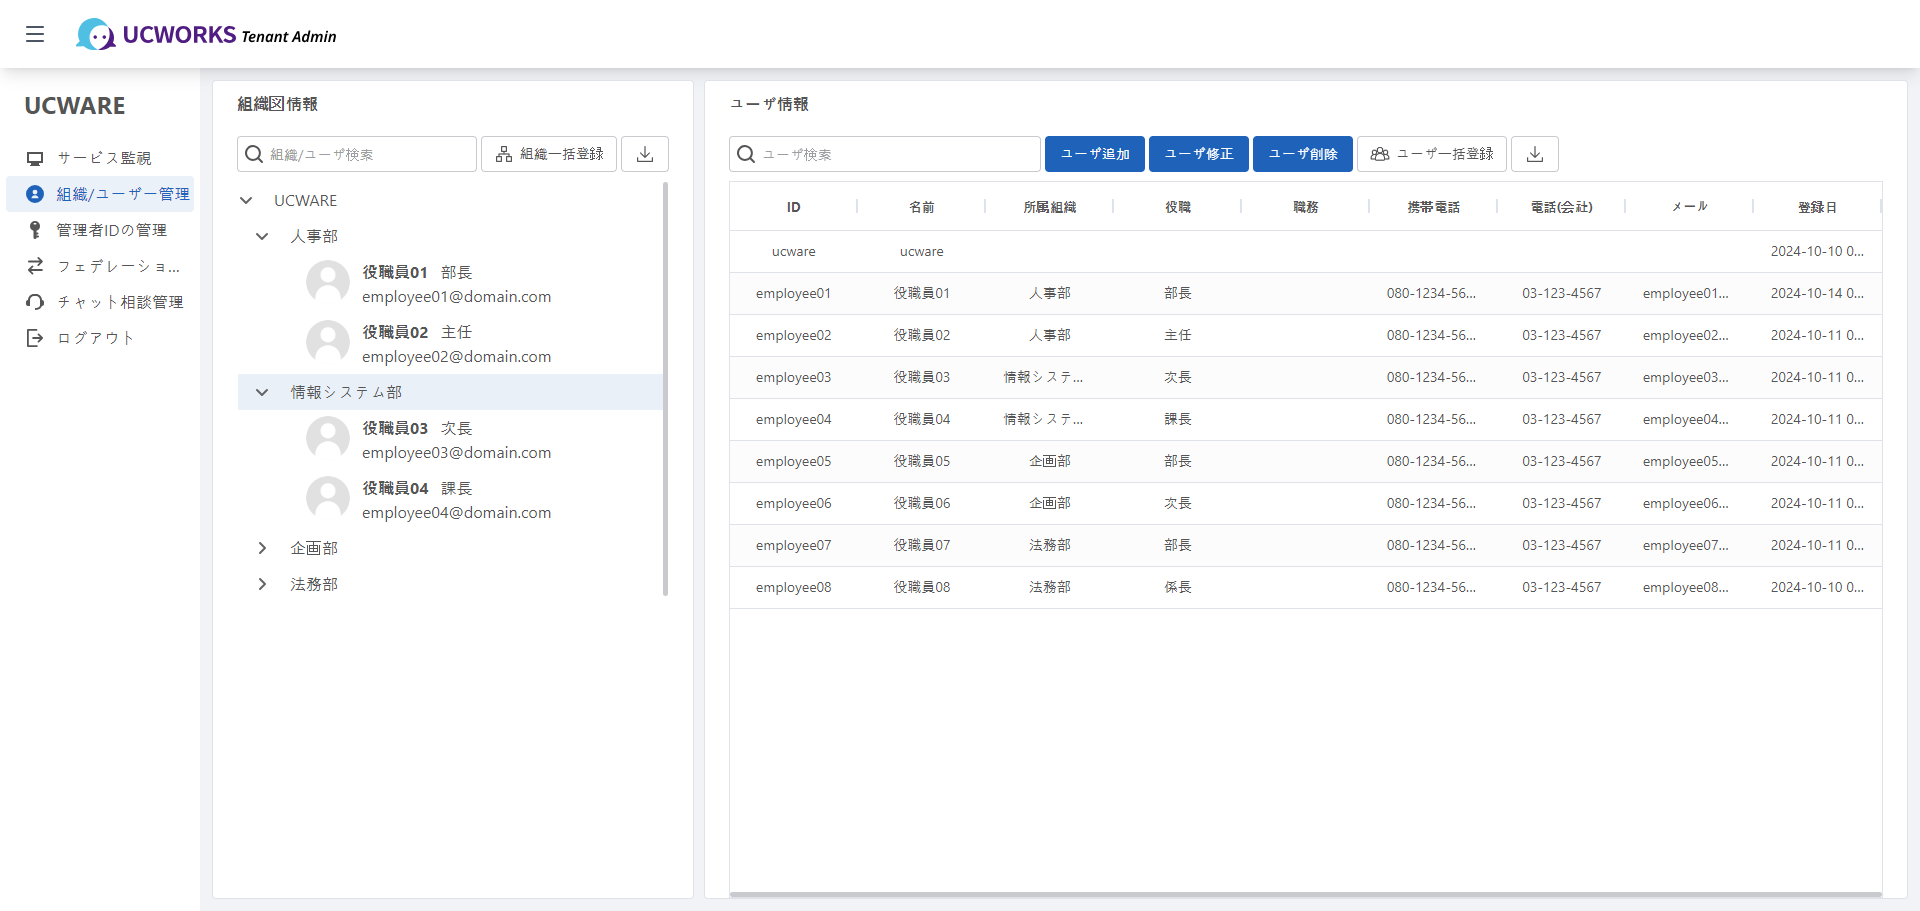 UCWORKS Tenant Admin
UCWARE
サービス監視
組織/ユーザー管理
管理者IDの管理
フェデレーショ...
チャット相談管理
ログアウト
組織図情報
組織/ユーザ検索
組織一括登録
UCWARE
人事部
役職員01 部長
employee01@domain.com
役職員02 主任
employee02@domain.com
情報システム部
役職員03 次長
employee03@domain.com
役職員04 課長
employee04@domain.com
企画部
法務部
ユーザ情報
ユーザ検索 ユーザ追加 ユーザ修正 ユーザ削除 ユーザ一括登録
ID 名前 所属組織 役職 職務 携帯電話 電話(会社) メール 登録日
ucware ucware 2024-10-10 0...
employee01 役職員01 人事部 部長 080-1234-56... 03-123-4567 employee01... 2024-10-14 0...
employee02 役職員02 人事部 主任 080-1234-56... 03-123-4567 employee02... 2024-10-11 0...
employee03 役職員03 情報システ... 次長 080-1234-56... 03-123-4567 employee03... 2024-10-11 0...
employee04 役職員04 情報システ... 課長 080-1234-56... 03-123-4567 employee04... 2024-10-11 0...
employee05 役職員05 企画部 部長 080-1234-56... 03-123-4567 employee05... 2024-10-11 0...
employee06 役職員06 企画部 次長 080-1234-56... 03-123-4567 employee06... 2024-10-11 0...
employee07 役職員07 法務部 部長 080-1234-56... 03-123-4567 employee07... 2024-10-11 0...
employee08 役職員08 法務部 係長 080-1234-56... 03-123-4567 employee08... 2024-10-10 0...